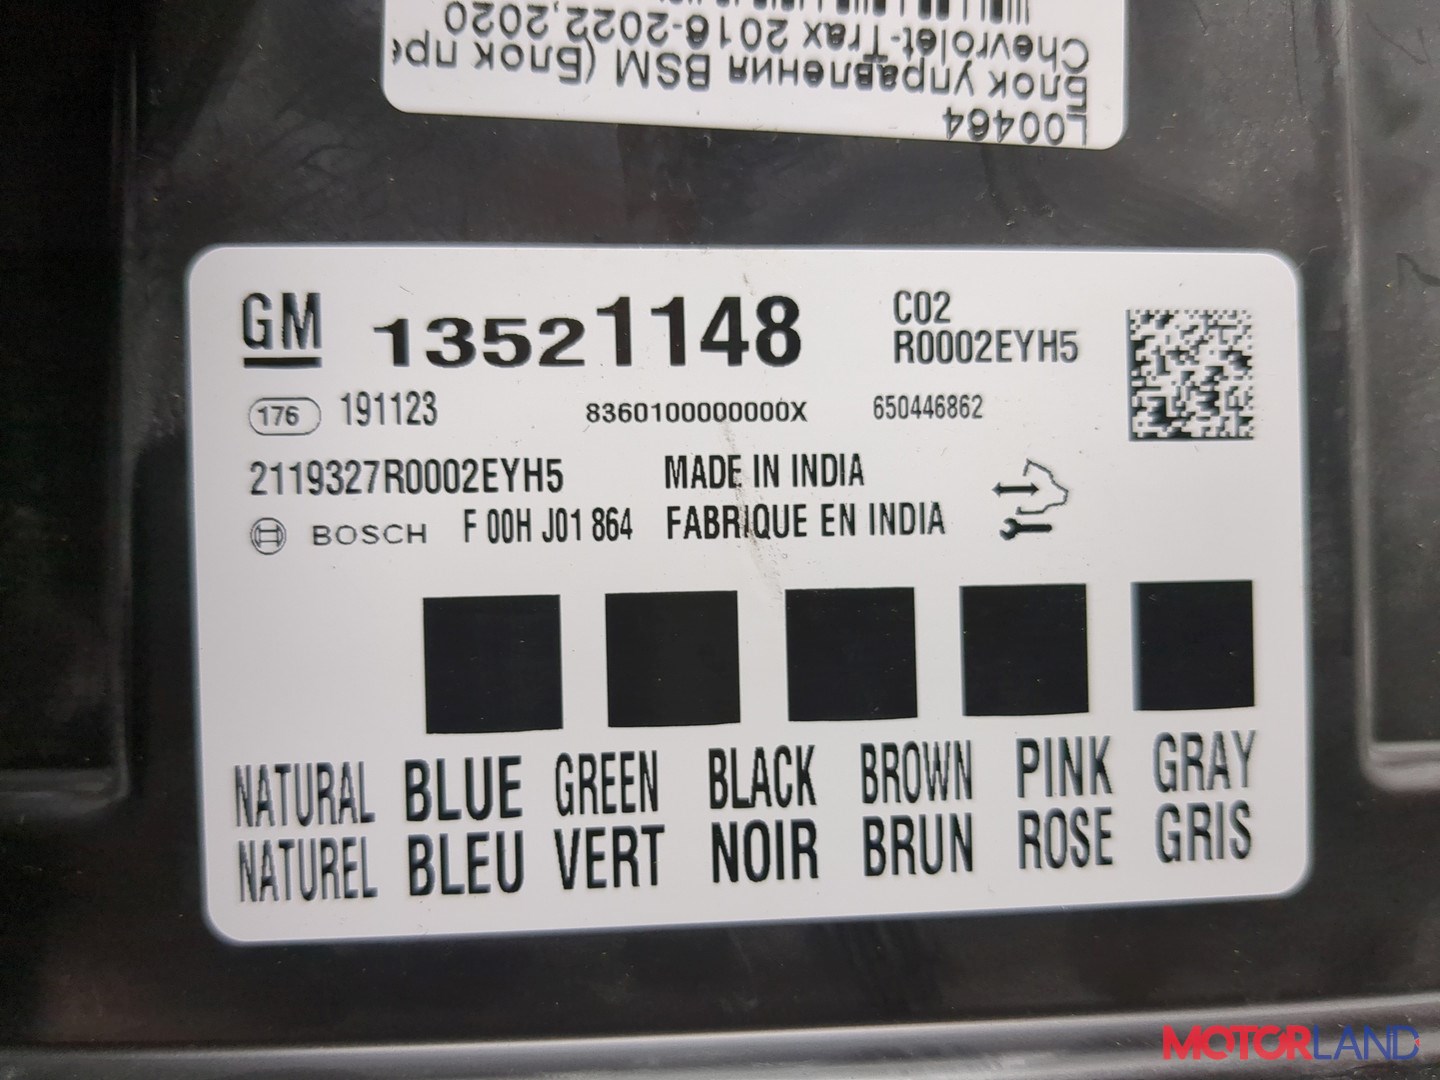 L00464
Блок управления BSM (Блок пре
Chevrolet-Trax 2016-2022,2020
GM 13521148 C02
R0002EYH5
176 191123 8360100000000X 650446862
2119327R0002EYH5 MADE IN INDIA
BOSCH F 00H J01 864 FABRIQUE EN INDIA
NATURAL BLUE GREEN BLACK BROWN PINK GRAY
NATUREL BLEU VERT NOIR BRUN ROSE GRIS
MOTORLAND